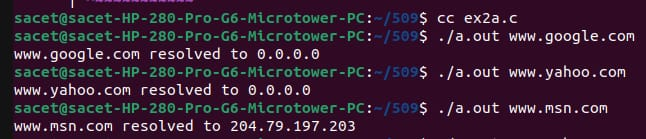 sacet@sacet-HP-280-Pro-G6-Microtower-PC:~/509$ cc ex2a.c
sacet@sacet-HP-280-Pro-G6-Microtower-PC:~/509$ ./a.out www.google.com
www.google.com resolved to 0.0.0.0
sacet@sacet-HP-280-Pro-G6-Microtower-PC:~/509$ ./a.out www.yahoo.com
www.yahoo.com resolved to 0.0.0.0
sacet@sacet-HP-280-Pro-G6-Microtower-PC:~/509$ ./a.out www.msn.com
www.msn.com resolved to 204.79.197.203